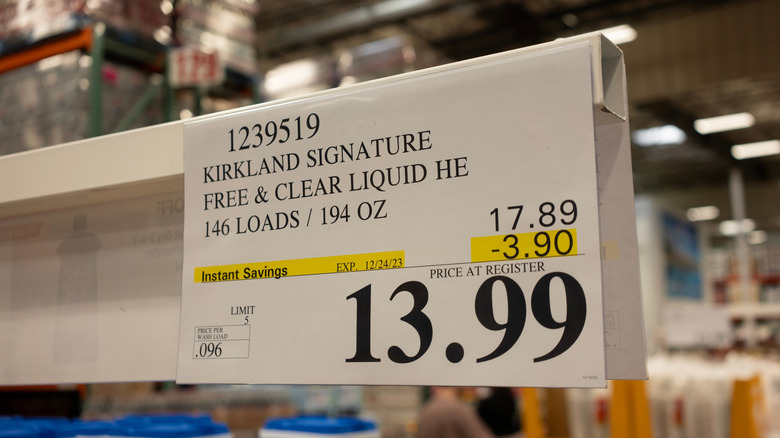 129
1239519
KIRKLAND SIGNATURE
FREE & CLEAR LIQUID HE
146 LOADS / 194 OZ
17.89
-3.90
Instant Savings EXP. 12/24/23
PRICE AT REGISTER
LIMIT
5
PRICE PER
WASH LOAD
.096
13.99